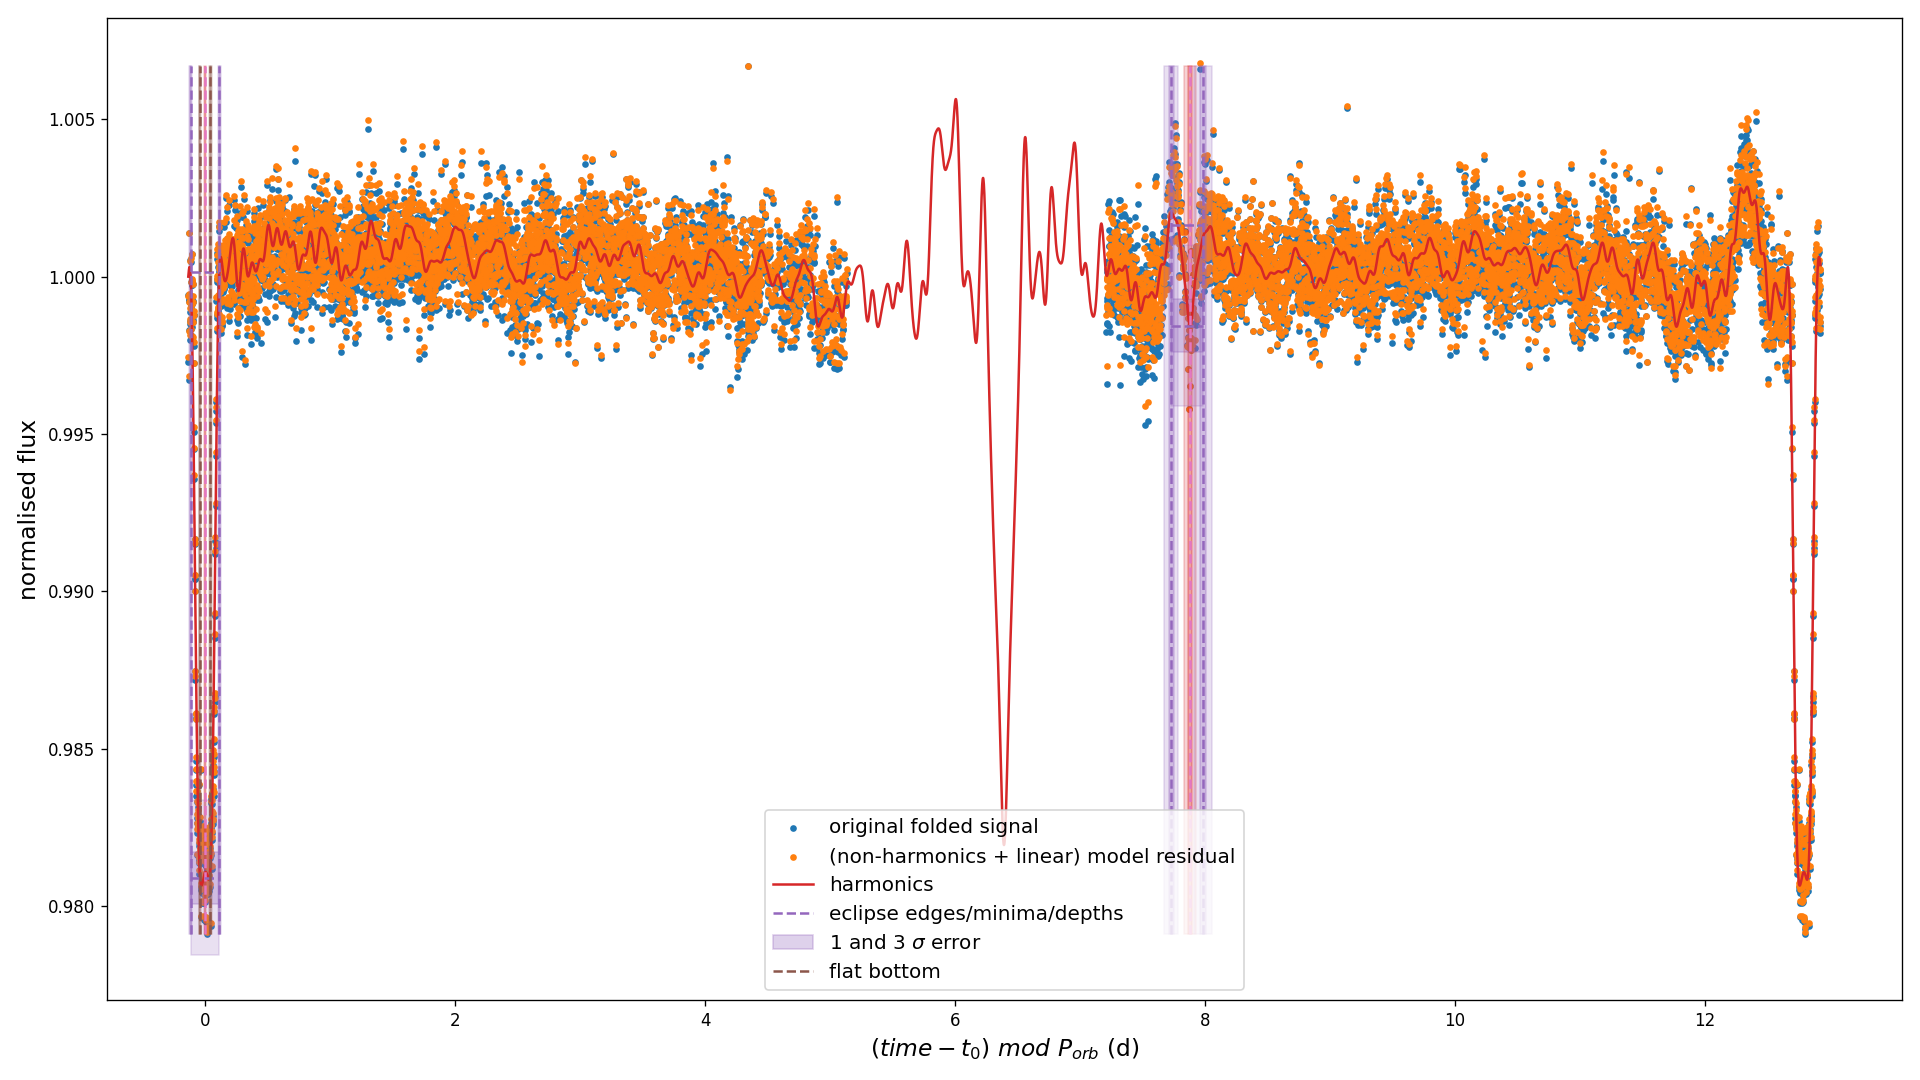 normalised flux
1.005
1.000
0.995
0.990
0.985
0.980
original folded signal
(non-harmonics + linear) model residual
harmonics
eclipse edges/minima/depths
1 and 3 σ error
flat bottom
0 2 4 6 8 10 12
(time − t₀) mod Pₒᵣᵦ (d)